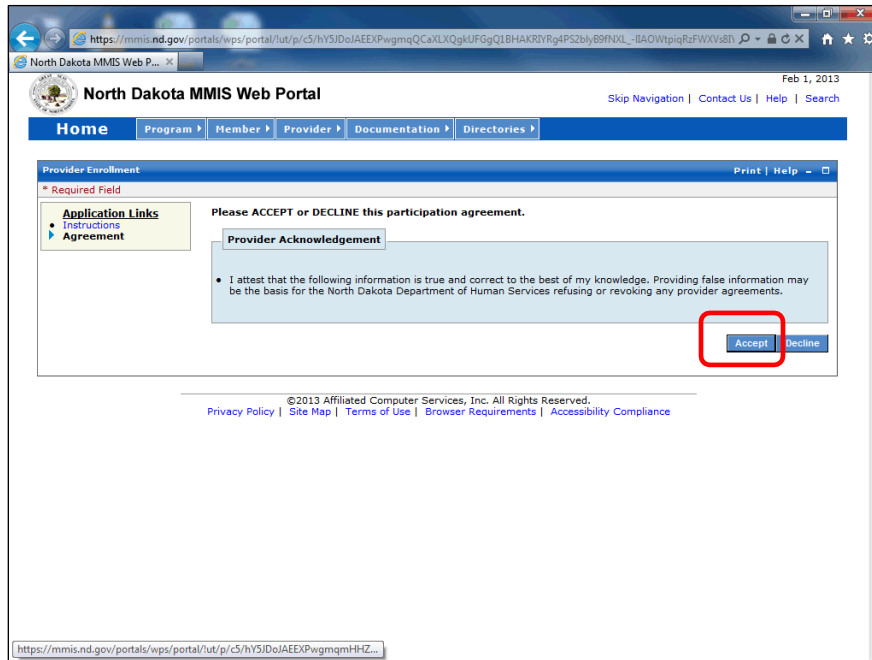 https://mmis.nd.gov/portals/wps/portal/!ut/p/c5/
North Dakota MMIS Web P...
Feb 1, 2013
North Dakota MMIS Web Portal
Skip Navigation | Contact Us | Help | Search
Home Program Member Provider Documentation Directories
Provider Enrollment Print | Help
* Required Field
Application Links
Instructions
Agreement
Please ACCEPT or DECLINE this participation agreement.
Provider Acknowledgement
• I attest that the following information is true and correct to the best of my knowledge. Providing false information may
be the basis for the North Dakota Department of Human Services refusing or revoking any provider agreements.
Accept Decline
©2013 Affiliated Computer Services, Inc. All Rights Reserved.
Privacy Policy | Site Map | Terms of Use | Browser Requirements | Accessibility Compliance
https://mmis.nd.gov/portals/wps/portal/!ut/p/c5/hY5JDoJAEEXPwgmqmHHZ...